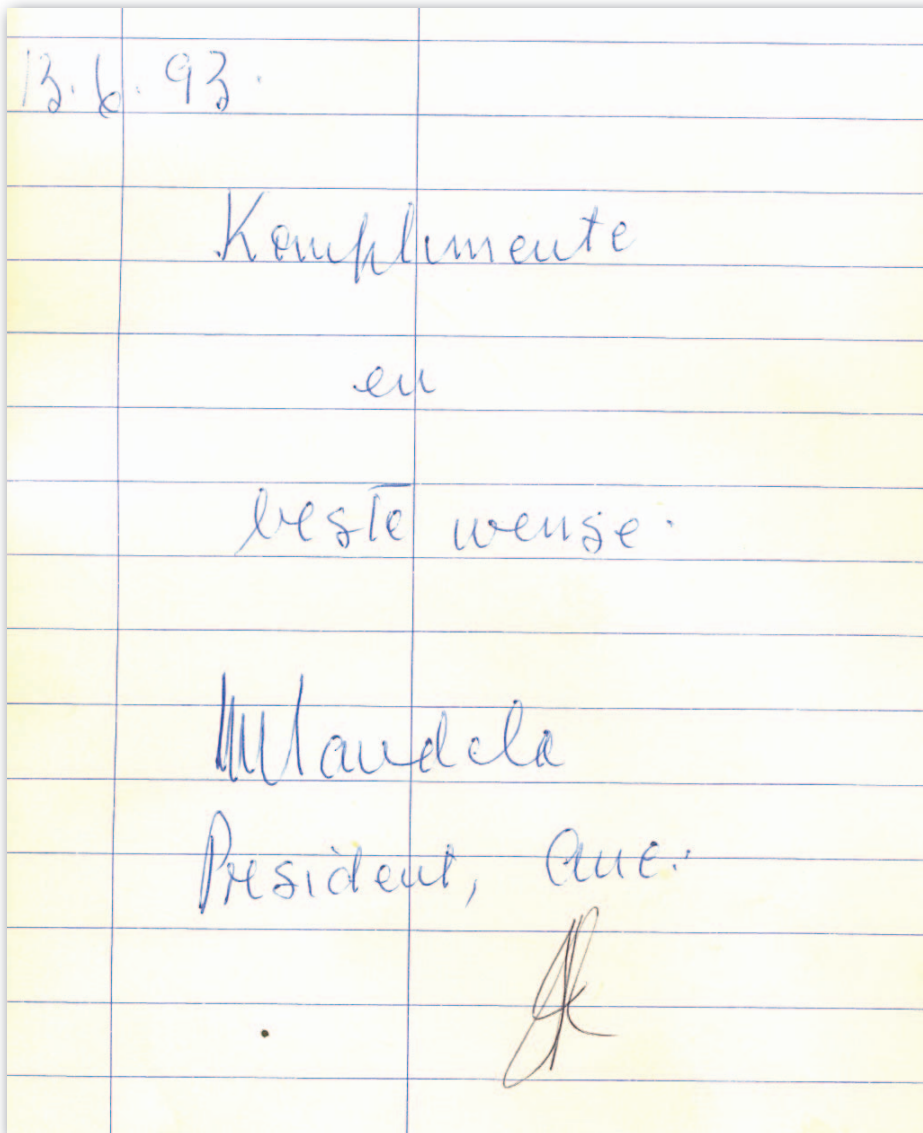 13.6.93.
Komplimente
en
beste wense.
NMandela
President, ANC.